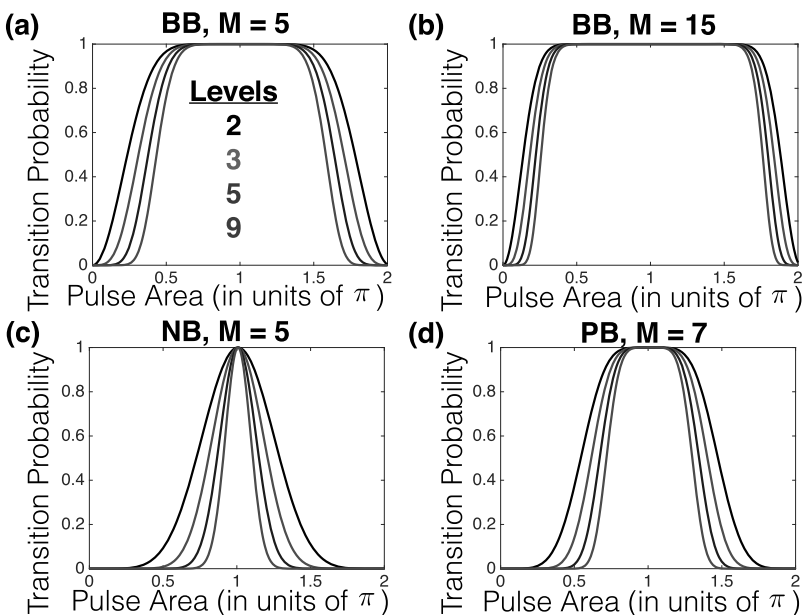 (a) BB, M = 5
Transition Probability
1
0.8
0.6
0.4
0.2
0
Levels
2
3
5
9
0 0.5 1 1.5 2
Pulse Area (in units of π)
(b) BB, M = 15
Transition Probability
1
0.8
0.6
0.4
0.2
0
0 0.5 1 1.5 2
Pulse Area (in units of π)
(c) NB, M = 5
Transition Probability
1
0.8
0.6
0.4
0.2
0
0 0.5 1 1.5 2
Pulse Area (in units of π)
(d) PB, M = 7
Transition Probability
1
0.8
0.6
0.4
0.2
0
0 0.5 1 1.5 2
Pulse Area (in units of π)